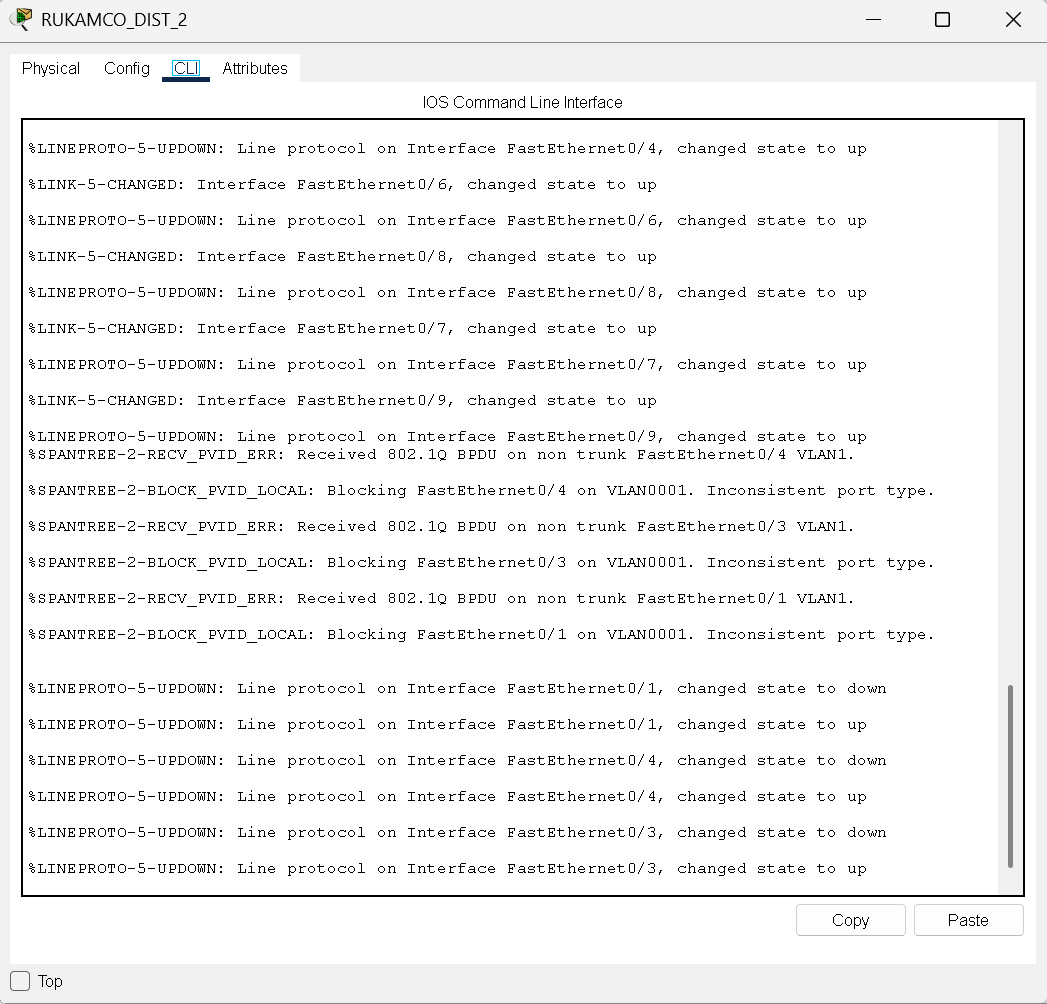 RUKAMCO_DIST_2
Physical Config CLI Attributes
IOS Command Line Interface
%LINEPROTO-5-UPDOWN: Line protocol on Interface FastEthernet0/4, changed state to up
%LINK-5-CHANGED: Interface FastEthernet0/6, changed state to up
%LINEPROTO-5-UPDOWN: Line protocol on Interface FastEthernet0/6, changed state to up
%LINK-5-CHANGED: Interface FastEthernet0/8, changed state to up
%LINEPROTO-5-UPDOWN: Line protocol on Interface FastEthernet0/8, changed state to up
%LINK-5-CHANGED: Interface FastEthernet0/7, changed state to up
%LINEPROTO-5-UPDOWN: Line protocol on Interface FastEthernet0/7, changed state to up
%LINK-5-CHANGED: Interface FastEthernet0/9, changed state to up
%LINEPROTO-5-UPDOWN: Line protocol on Interface FastEthernet0/9, changed state to up
%SPANTREE-2-RECV_PVID_ERR: Received 802.1Q BPDU on non trunk FastEthernet0/4 VLAN1.
%SPANTREE-2-BLOCK_PVID_LOCAL: Blocking FastEthernet0/4 on VLAN0001. Inconsistent port type.
%SPANTREE-2-RECV_PVID_ERR: Received 802.1Q BPDU on non trunk FastEthernet0/3 VLAN1.
%SPANTREE-2-BLOCK_PVID_LOCAL: Blocking FastEthernet0/3 on VLAN0001. Inconsistent port type.
%SPANTREE-2-RECV_PVID_ERR: Received 802.1Q BPDU on non trunk FastEthernet0/1 VLAN1.
%SPANTREE-2-BLOCK_PVID_LOCAL: Blocking FastEthernet0/1 on VLAN0001. Inconsistent port type.
%LINEPROTO-5-UPDOWN: Line protocol on Interface FastEthernet0/1, changed state to down
%LINEPROTO-5-UPDOWN: Line protocol on Interface FastEthernet0/1, changed state to up
%LINEPROTO-5-UPDOWN: Line protocol on Interface FastEthernet0/4, changed state to down
%LINEPROTO-5-UPDOWN: Line protocol on Interface FastEthernet0/4, changed state to up
%LINEPROTO-5-UPDOWN: Line protocol on Interface FastEthernet0/3, changed state to down
%LINEPROTO-5-UPDOWN: Line protocol on Interface FastEthernet0/3, changed state to up
Copy Paste
Top